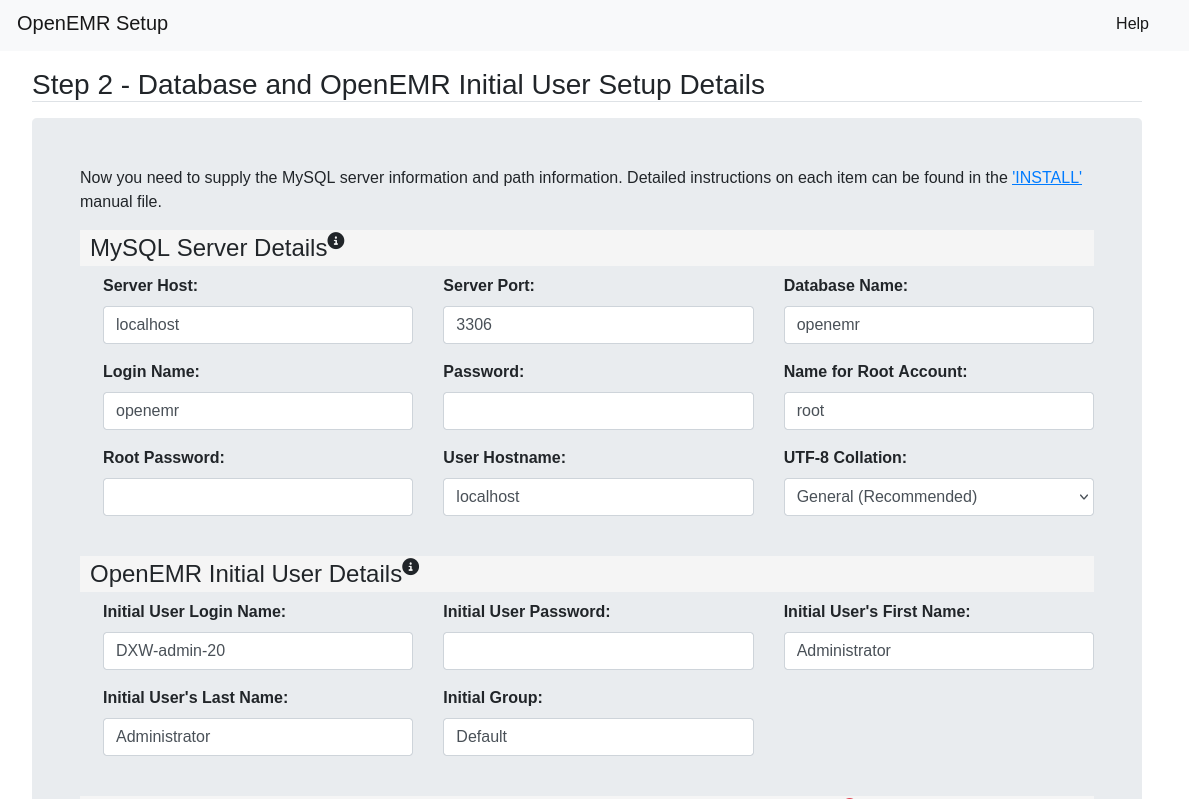 OpenEMR Setup
Help
Step 2 - Database and OpenEMR Initial User Setup Details
Now you need to supply the MySQL server information and path information. Detailed instructions on each item can be found in the 'INSTALL'
manual file.
MySQL Server Details
Server Host:
Server Port:
Database Name:
localhost
3306
openemr
Login Name:
Password:
Name for Root Account:
openemr
root
Root Password:
User Hostname:
UTF-8 Collation:
localhost
General (Recommended)
OpenEMR Initial User Details
Initial User Login Name:
Initial User Password:
Initial User's First Name:
DXW-admin-20
Administrator
Initial User's Last Name:
Initial Group:
Administrator
Default